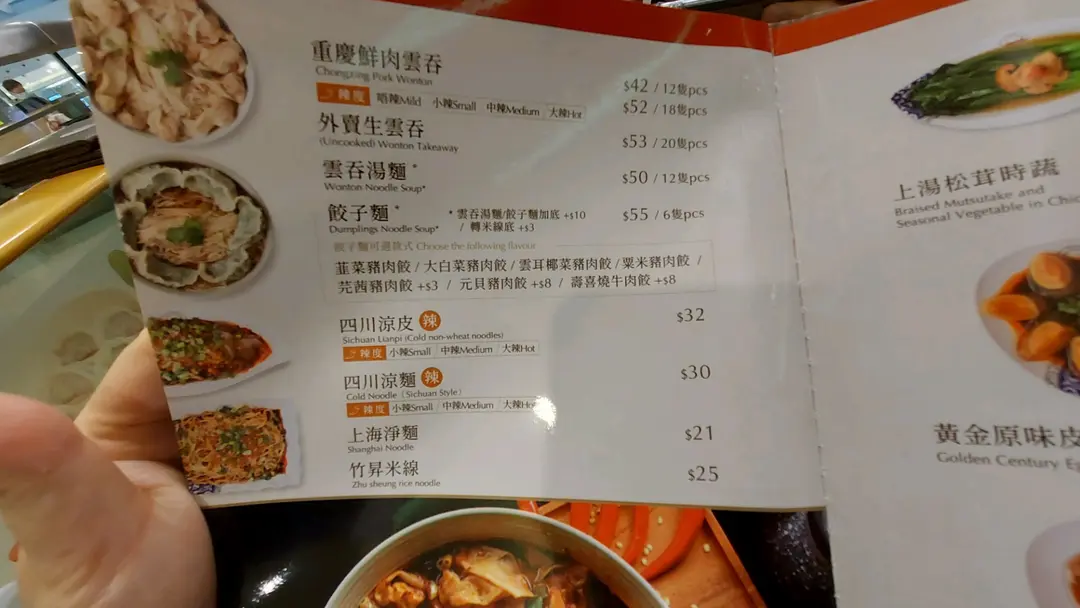 重慶鮮肉雲吞
Chongqing Pork Wonton
辣度 唔辣Mild 小辣Small 中辣Medium 大辣Hot
$42 / 12隻pcs
$52 / 18隻pcs
外賣生雲吞
(Uncooked) Wonton Takeaway
$53 / 20隻pcs
雲吞湯麵*
Wonton Noodle Soup*
$50 / 12隻pcs
餃子麵*
Dumplings Noodle Soup*
* 雲吞湯麵/餃子麵加底 +$10
/ 轉米線底 +$3
$55 / 6隻pcs
餃子麵可選款式 Choose the following flavour
韮菜豬肉餃 / 大白菜豬肉餃 / 雲耳椰菜豬肉餃 / 粟米豬肉餃 /
芫茜豬肉餃 +$3 / 元貝豬肉餃 +$8 / 壽喜燒牛肉餃 +$8
四川涼皮 辣
Sichuan Lianpi (Cold non-wheat noodles)
辣度 小辣Small 中辣Medium 大辣Hot
$32
四川涼麵 辣
Cold Noodle (Sichuan Style)
辣度 小辣Small 中辣Medium 大辣Hot
$30
上海淨麵
Shanghai Noodle
$21
竹昇米線
Zhu sheung rice noodle
$25
上湯松茸時蔬
Braised Mutsutake and
Seasonal Vegetable in
黃金原味
Golden Century